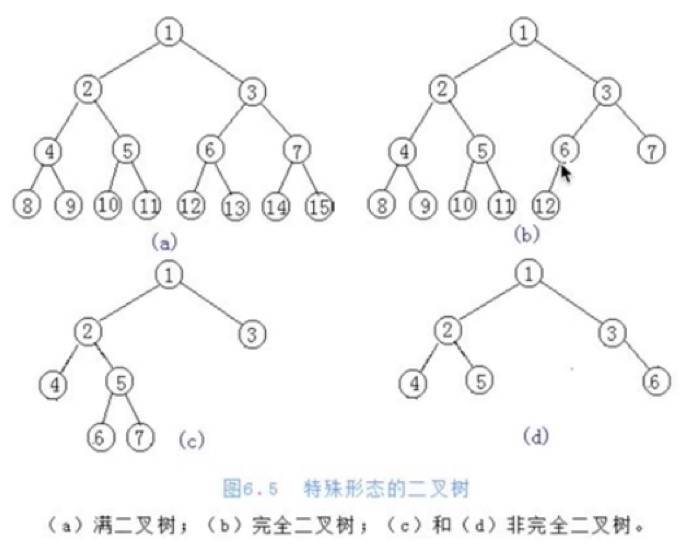 1 1
2 3 2 3
4 5 6 7 4 5 6 7
8 9 10 11 12 13 14 15 8 9 10 11 12
(a) (b)
1 1
2 3 2 3
4 5 4 5 6
6 7 (c) (d)
图6.5 特殊形态的二叉树
(a)满二叉树；(b)完全二叉树；(c)和(d)非完全二叉树。